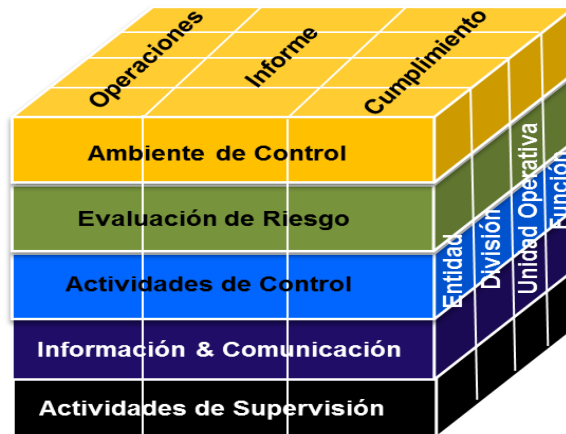 Operaciones
Informe
Cumplimiento
Ambiente de Control
Evaluación de Riesgo
Actividades de Control
Información & Comunicación
Actividades de Supervisión
Entidad
División
Unidad Operativa
Función